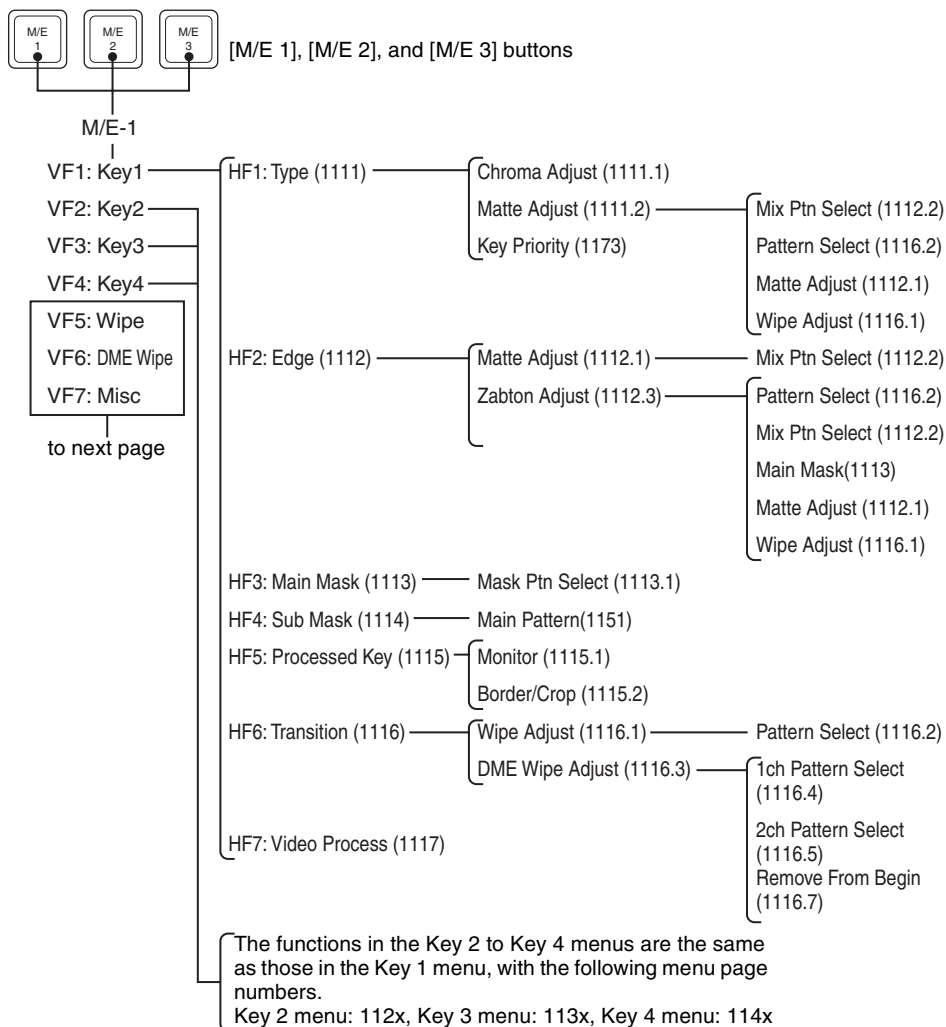 M/E
1
M/E
2
M/E
3
[M/E 1], [M/E 2], and [M/E 3] buttons
M/E-1
VF1: Key1
VF2: Key2
VF3: Key3
VF4: Key4
VF5: Wipe
VF6: DME Wipe
VF7: Misc
to next page
HF1: Type (1111)
Chroma Adjust (1111.1)
Matte Adjust (1111.2)
Key Priority (1173)
Mix Ptn Select (1112.2)
Pattern Select (1116.2)
Matte Adjust (1112.1)
Wipe Adjust (1116.1)
HF2: Edge (1112)
Matte Adjust (1112.1)
Mix Ptn Select (1112.2)
Zabton Adjust (1112.3)
Pattern Select (1116.2)
Mix Ptn Select (1112.2)
Main Mask(1113)
Matte Adjust (1112.1)
Wipe Adjust (1116.1)
HF3: Main Mask (1113)
Mask Ptn Select (1113.1)
HF4: Sub Mask (1114)
Main Pattern(1151)
HF5: Processed Key (1115)
Monitor (1115.1)
Border/Crop (1115.2)
HF6: Transition (1116)
Wipe Adjust (1116.1)
Pattern Select (1116.2)
DME Wipe Adjust (1116.3)
1ch Pattern Select
(1116.4)
2ch Pattern Select
(1116.5)
Remove From Begin
(1116.7)
HF7: Video Process (1117)
The functions in the Key 2 to Key 4 menus are the same
as those in the Key 1 menu, with the following menu page
numbers.
Key 2 menu: 112x, Key 3 menu: 113x, Key 4 menu: 114x